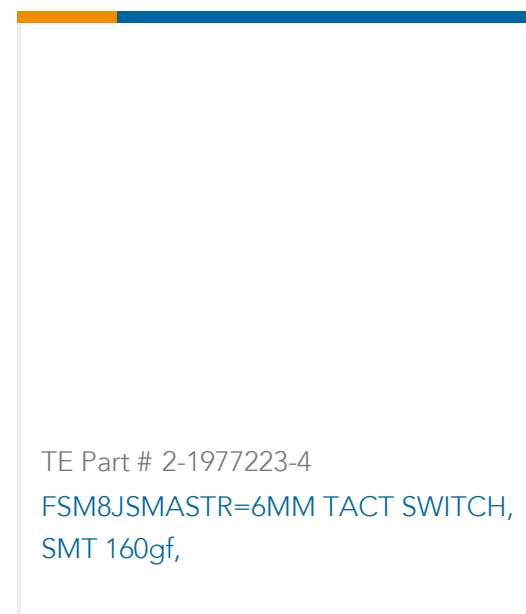 TE Part # 2-1977223-4
FSM8JSMASTR=6MM TACT SWITCH,
SMT 160gf,